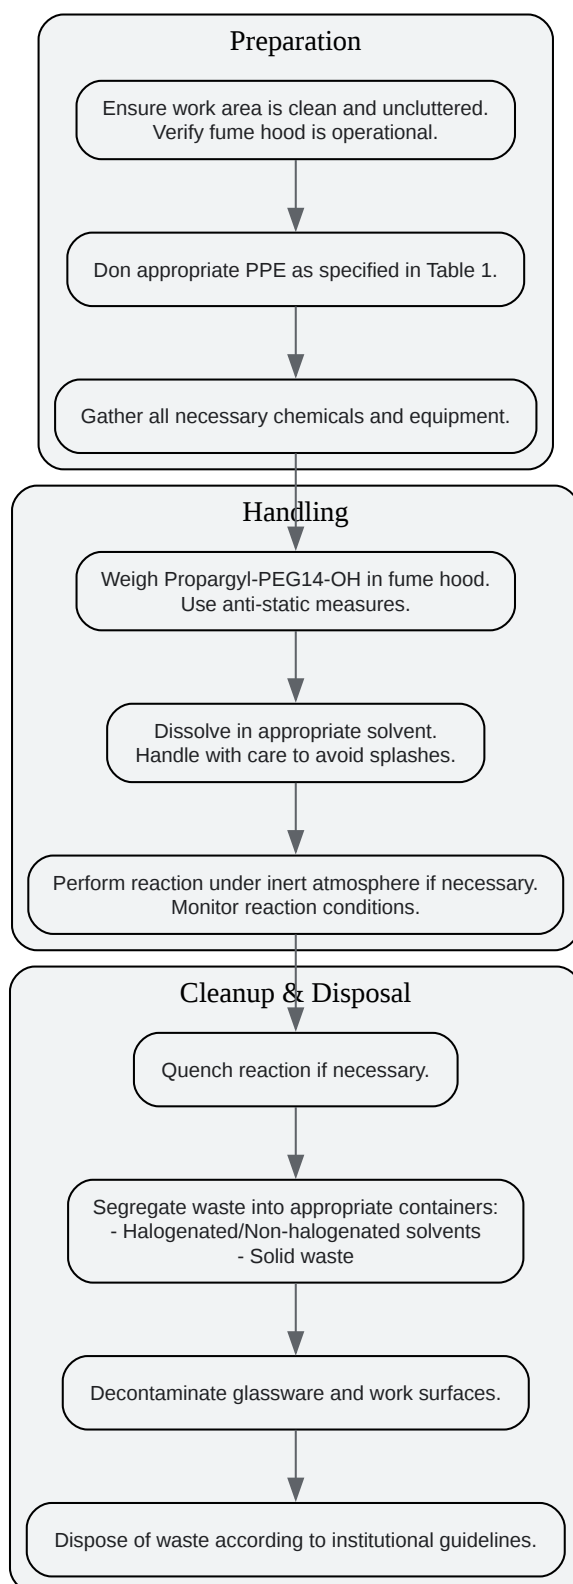 Preparation
Ensure work area is clean and uncluttered.
Verify fume hood is operational.
Don appropriate PPE as specified in Table 1.
Gather all necessary chemicals and equipment.
Handling
Weigh Propargyl-PEG14-OH in fume hood.
Use anti-static measures.
Dissolve in appropriate solvent.
Handle with care to avoid splashes.
Perform reaction under inert atmosphere if necessary.
Monitor reaction conditions.
Cleanup & Disposal
Quench reaction if necessary.
Segregate waste into appropriate containers:
- Halogenated/Non-halogenated solvents
- Solid waste
Decontaminate glassware and work surfaces.
Dispose of waste according to institutional guidelines.